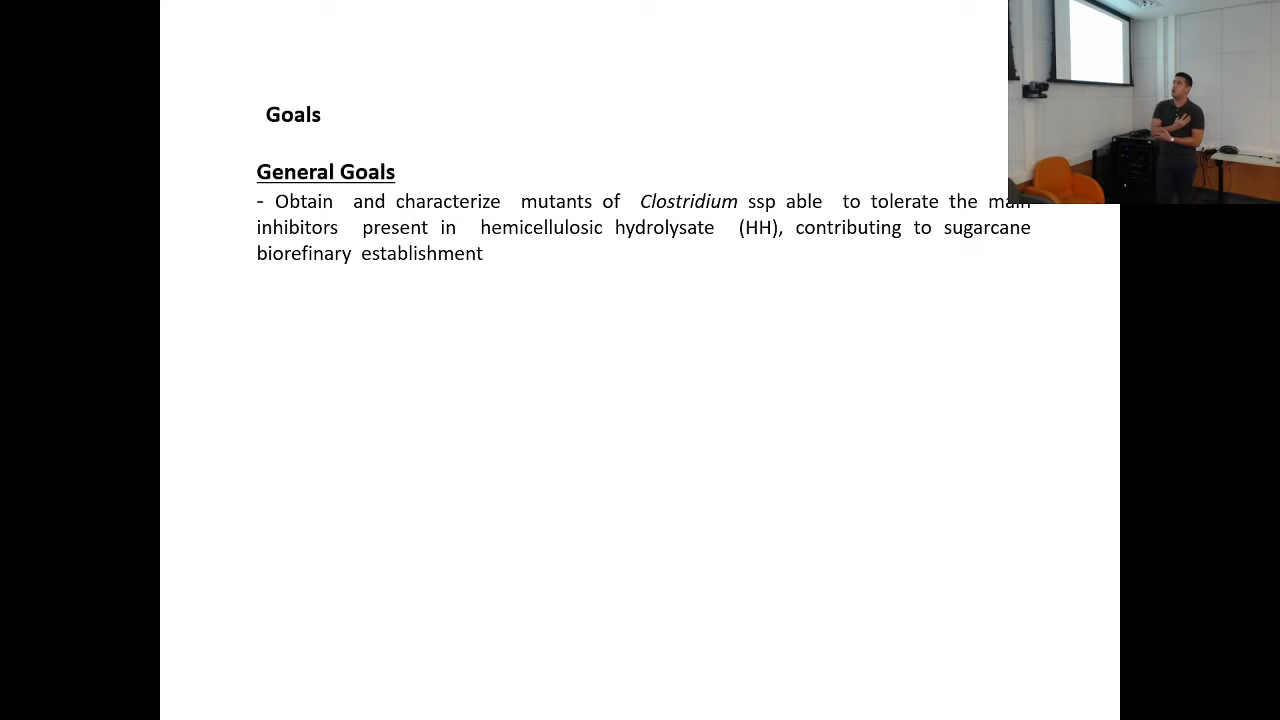 Goals
General Goals
- Obtain and characterize mutants of Clostridium ssp able to tolerate the main
inhibitors present in hemicellulosic hydrolysate (HH), contributing to sugarcane
biorefinary establishment